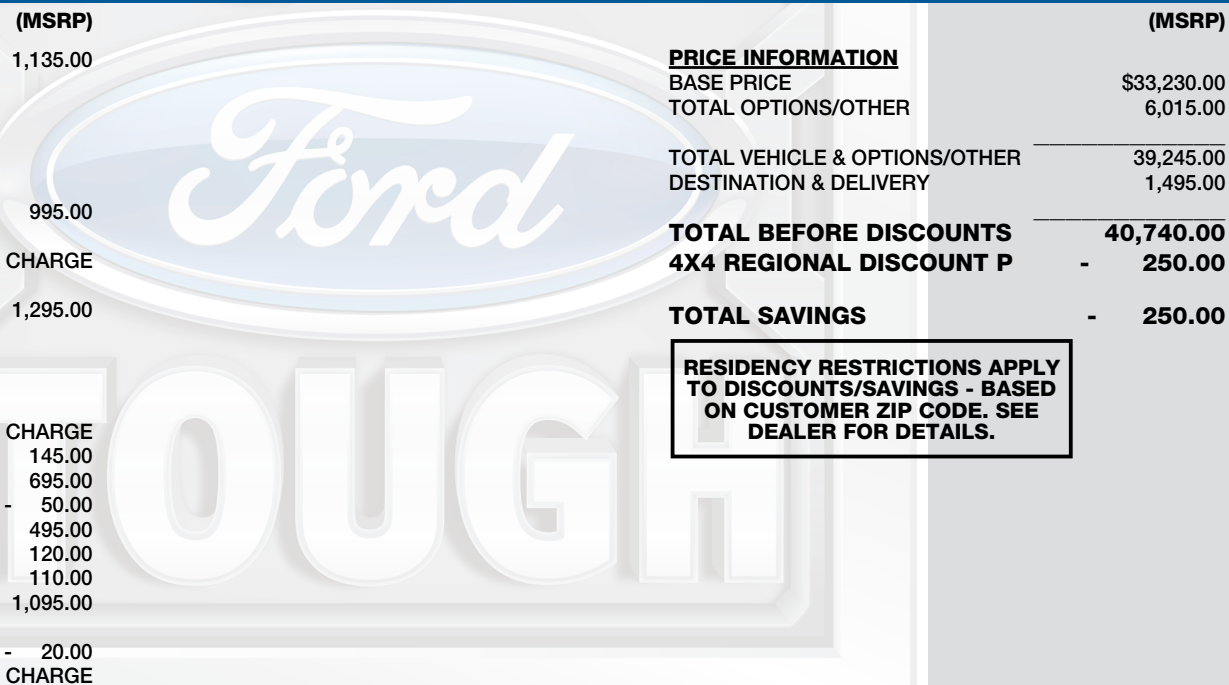 (MSRP)
1,135.00
995.00
CHARGE
1,295.00
CHARGE
145.00
695.00
- 50.00
495.00
120.00
110.00
1,095.00
- 20.00
CHARGE
Ford
TOUGH
(MSRP)
PRICE INFORMATION
BASE PRICE $33,230.00
TOTAL OPTIONS/OTHER 6,015.00
TOTAL VEHICLE & OPTIONS/OTHER 39,245.00
DESTINATION & DELIVERY 1,495.00
TOTAL BEFORE DISCOUNTS 40,740.00
4X4 REGIONAL DISCOUNT P - 250.00
TOTAL SAVINGS - 250.00
RESIDENCY RESTRICTIONS APPLY
TO DISCOUNTS/SAVINGS - BASED
ON CUSTOMER ZIP CODE. SEE
DEALER FOR DETAILS.